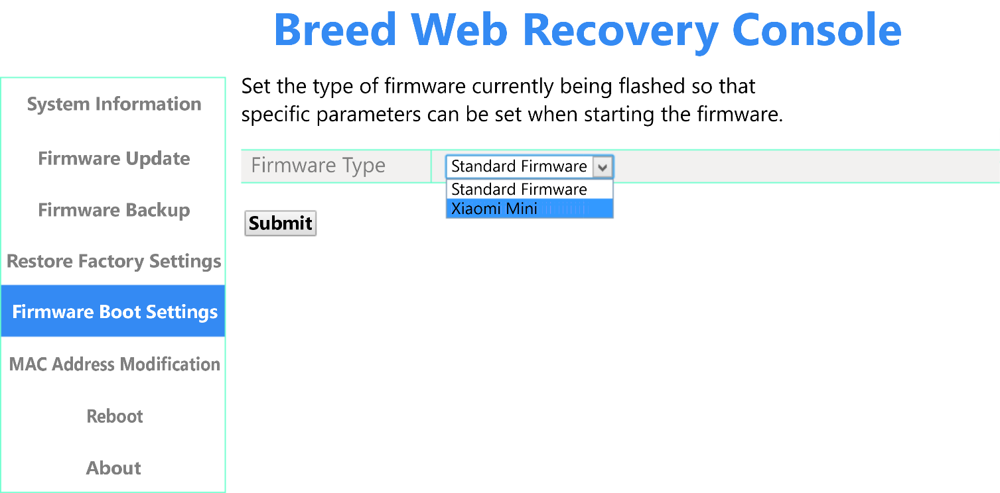 Breed Web Recovery Console
System Information
Firmware Update
Firmware Backup
Restore Factory Settings
Firmware Boot Settings
MAC Address Modification
Reboot
About
Set the type of firmware currently being flashed so that
specific parameters can be set when starting the firmware.
Firmware Type
Standard Firmware
Standard Firmware
Xiaomi Mini
Submit